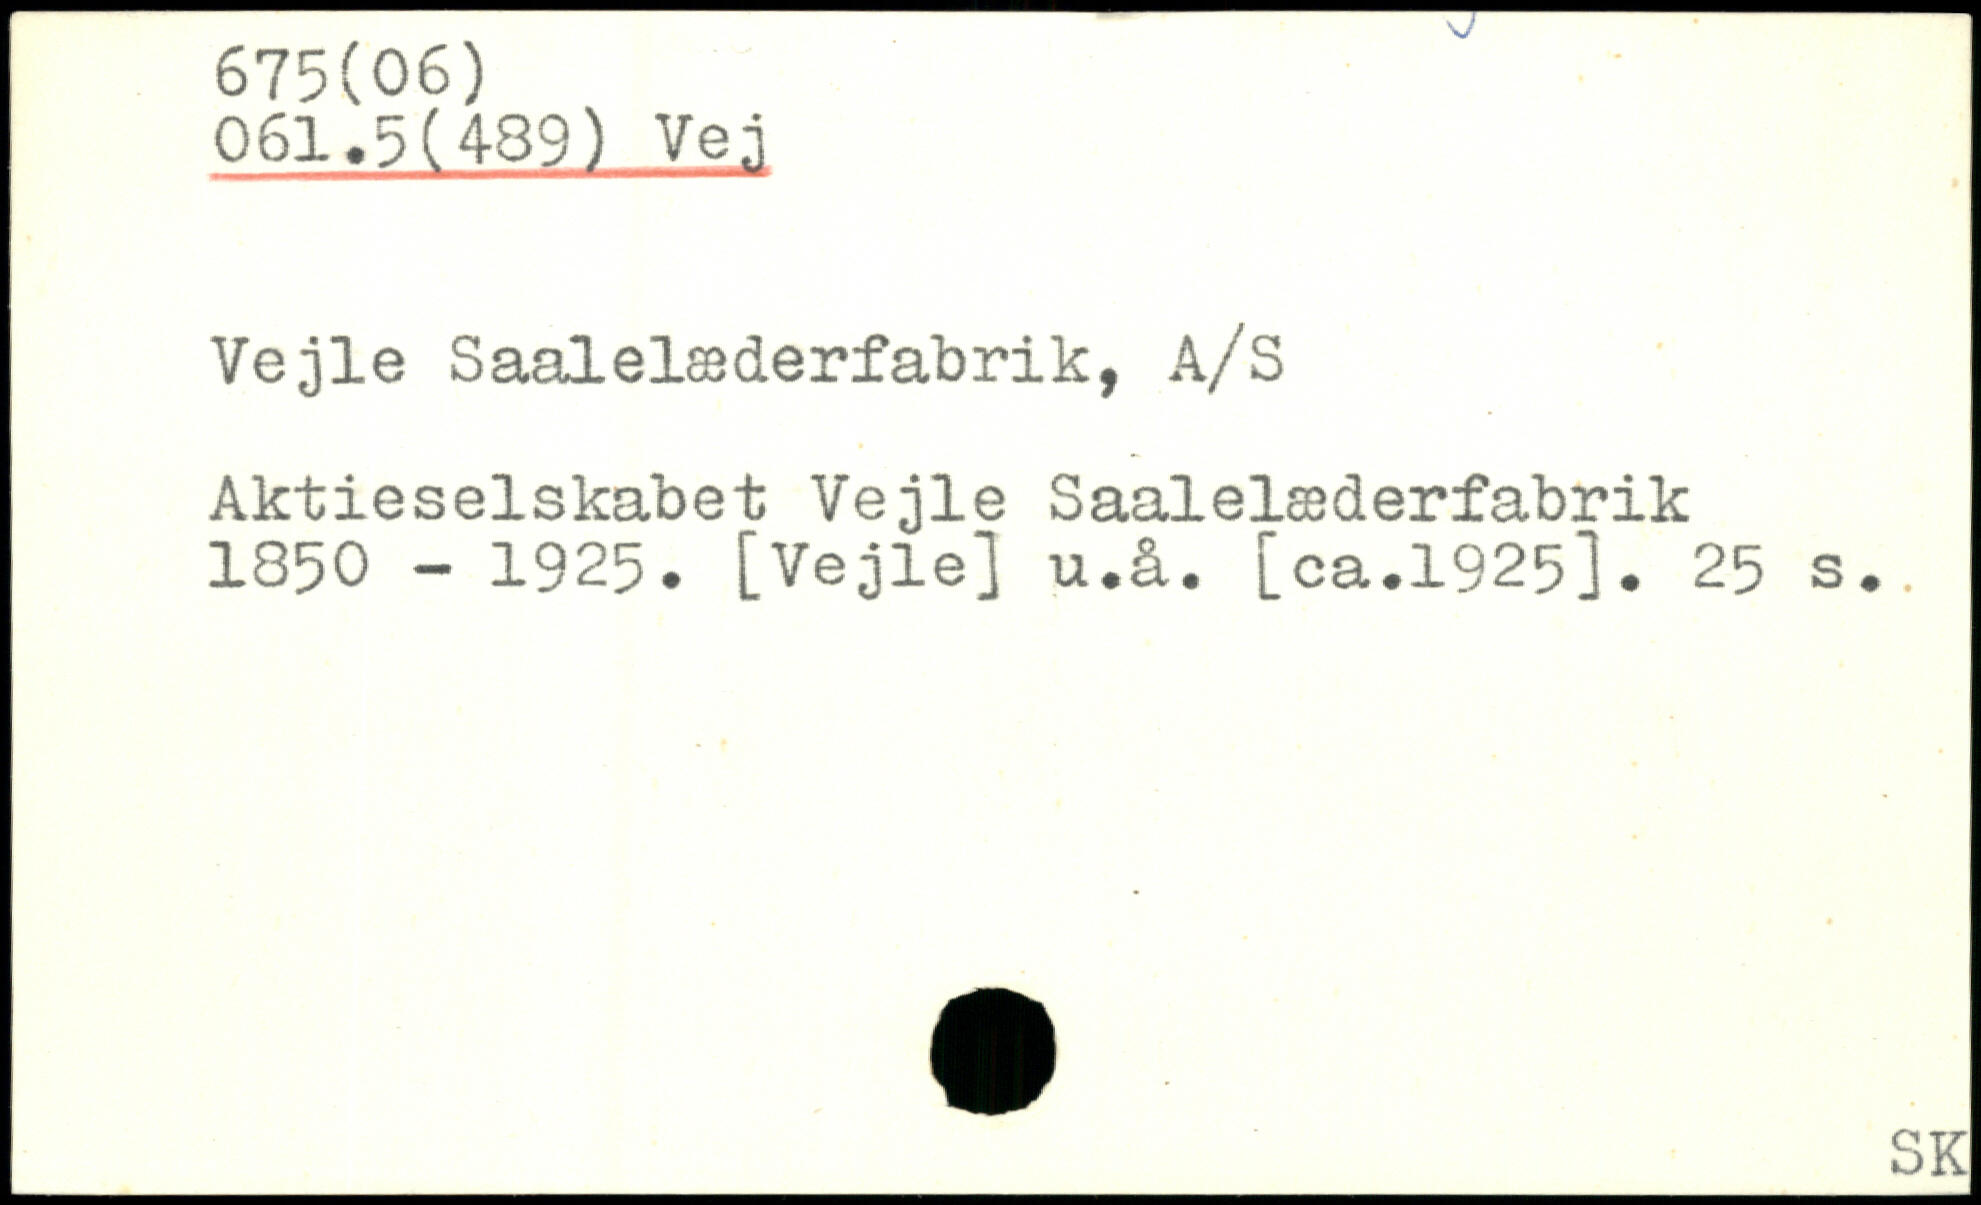 675(06)
061.5(489) Vej
Vejle Saalelæderfabrik, A/S
Aktieselskabet Vejle Saalelæderfabrik
1850 - 1925. [Vejle] u.å. [ca.1925]. 25 s.
SK